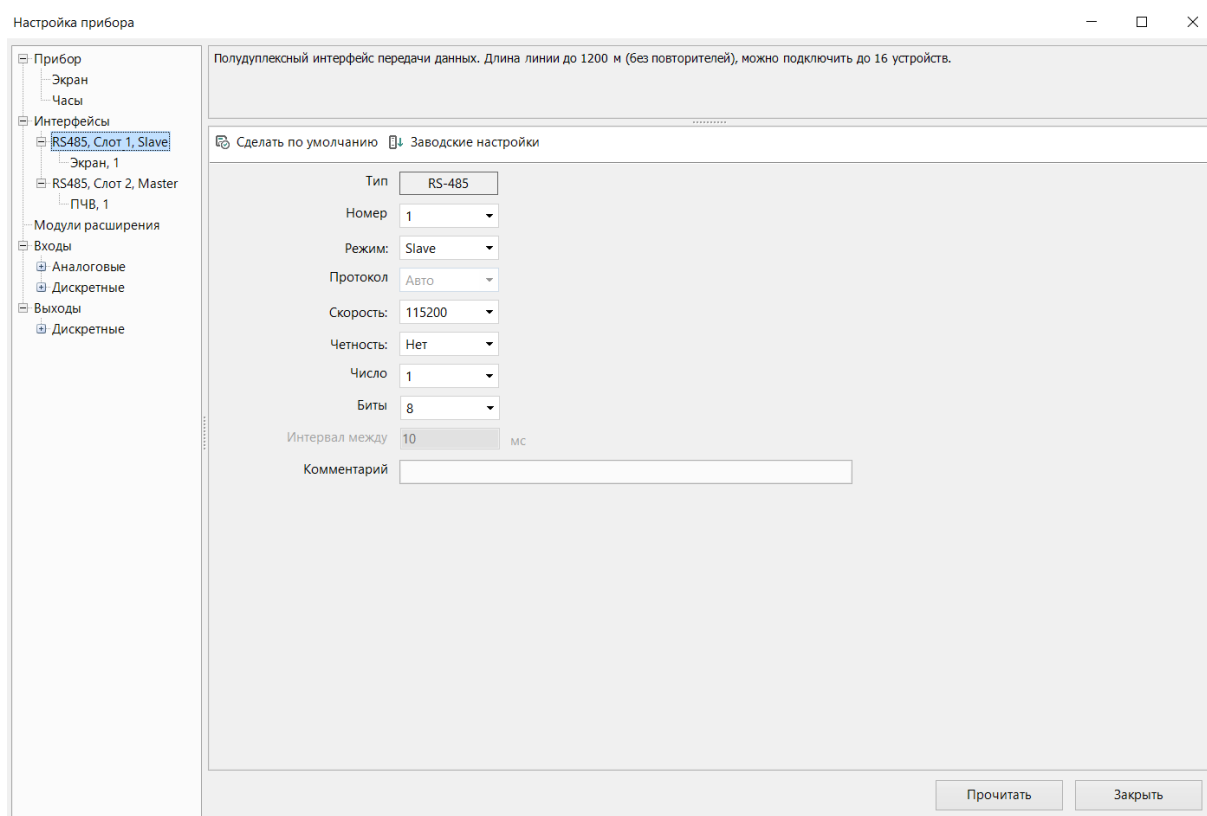 Настройка прибора
Прибор
Экран
Часы
Интерфейсы
RS485, Слот 1, Slave
Экран, 1
RS485, Слот 2, Master
ПЧВ, 1
Модули расширения
Входы
Аналоговые
Дискретные
Выходы
Дискретные
Полудуплексный интерфейс передачи данных. Длина линии до 1200 м (без повторителей), можно подключить до 16 устройств.
Сделать по умолчанию Заводские настройки
Тип RS-485
Номер 1
Режим: Slave
Протокол Авто
Скорость: 115200
Четность: Нет
Число 1
Биты 8
Интервал между 10 мс
Комментарий
Прочитать Закрыть